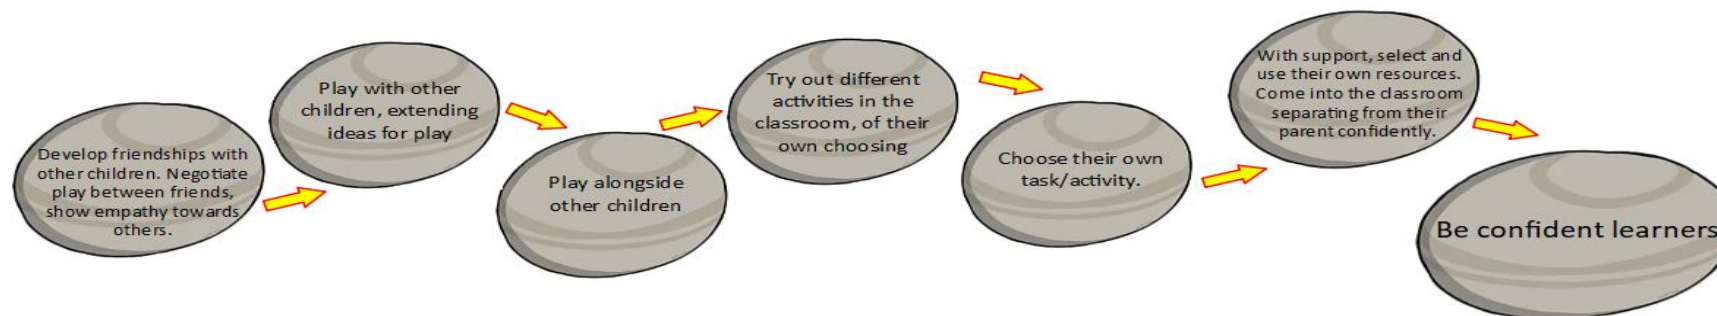 Develop friendships with
other children. Negotiate
play between friends,
show empathy towards
others.
Play with other
children, extending
ideas for play
Play alongside
other children
Try out different
activities in the
classroom, of their
own choosing
Choose their own
task/activity.
With support, select and
use their own resources.
Come into the classroom
separating from their
parent confidently.
Be confident learners